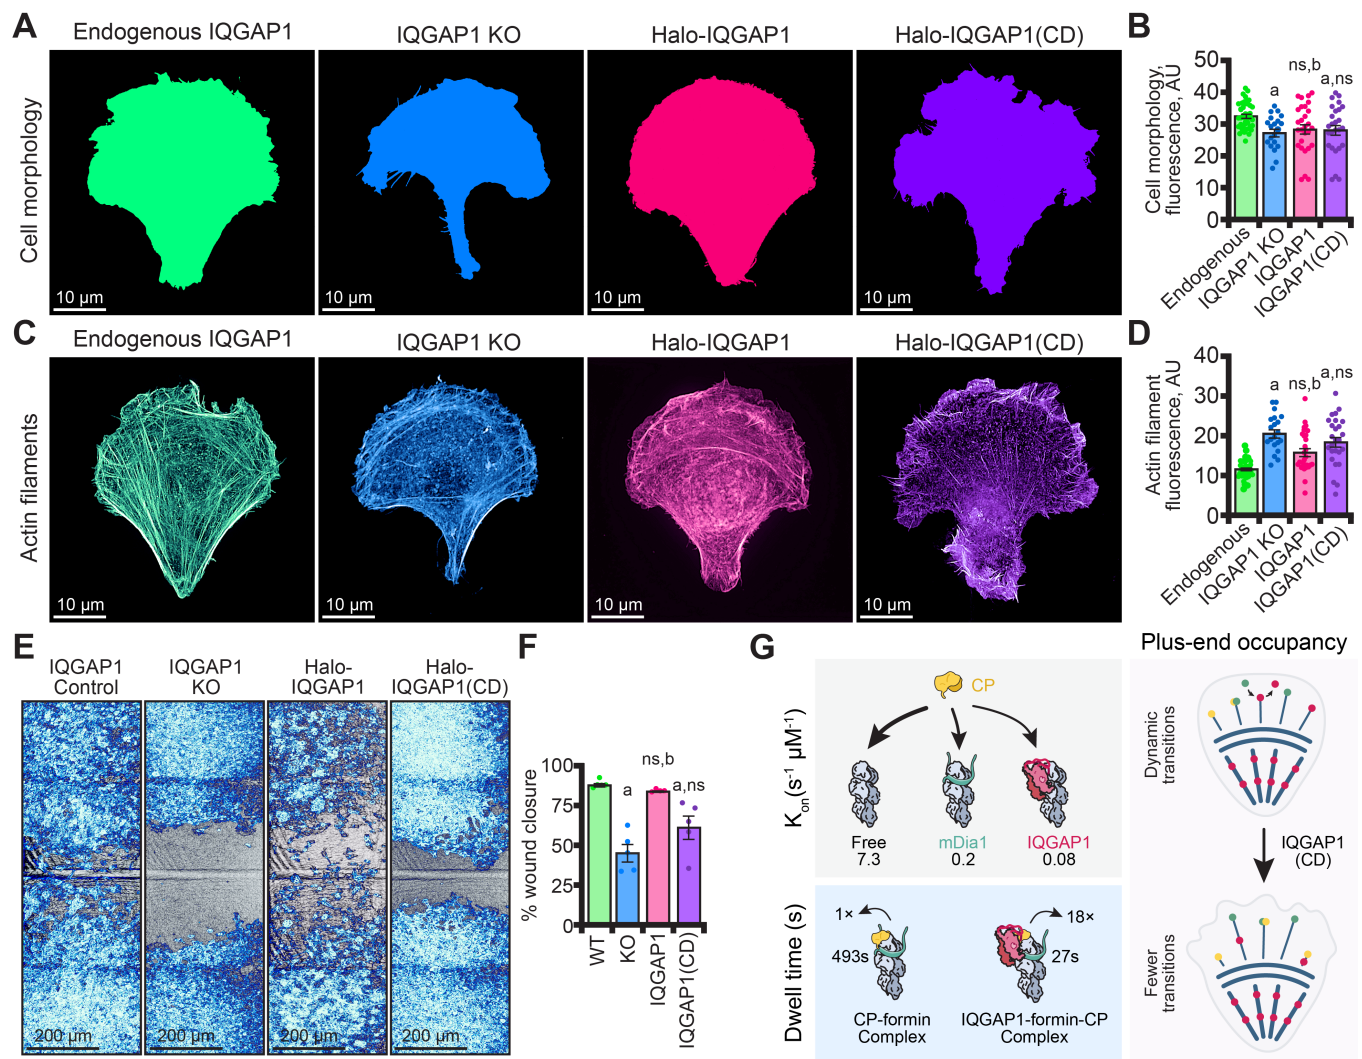 A
Endogenous IQGAP1
IQGAP1 KO
Halo-IQGAP1
Halo-IQGAP1(CD)
Cell morphology
10 µm
10 µm
10 µm
10 µm
B
Cell morphology,
fluorescence, AU
50
40
30
20
10
0
a
ns,b
a,ns
Endogenous
IQGAP1 KO
IQGAP1
IQGAP1(CD)
C
Endogenous IQGAP1
IQGAP1 KO
Halo-IQGAP1
Halo-IQGAP1(CD)
Actin filaments
10 µm
10 µm
10 µm
10 µm
D
Actin filament
fluorescence, AU
40
30
20
10
0
a
ns,b
a,ns
Endogenous
IQGAP1 KO
IQGAP1
IQGAP1(CD)
E
IQGAP1
Control
IQGAP1
KO
Halo-
IQGAP1
Halo-
IQGAP1(CD)
200 µm
200 µm
200 µm
200 µm
F
% wound closure
100
75
50
25
0
a
ns,b
a,ns
WT
KO
IQGAP1
IQGAP1(CD)
G
Kon(s-1 µM-1)
CP
Free
7.3
mDia1
0.2
IQGAP1
0.08
Dwell time (s)
1×
493s
CP-formin
Complex
18×
27s
IQGAP1-formin-CP
Complex
Plus-end occupancy
Dynamic
transitions
IQGAP1
(CD)
Fewer
transitions